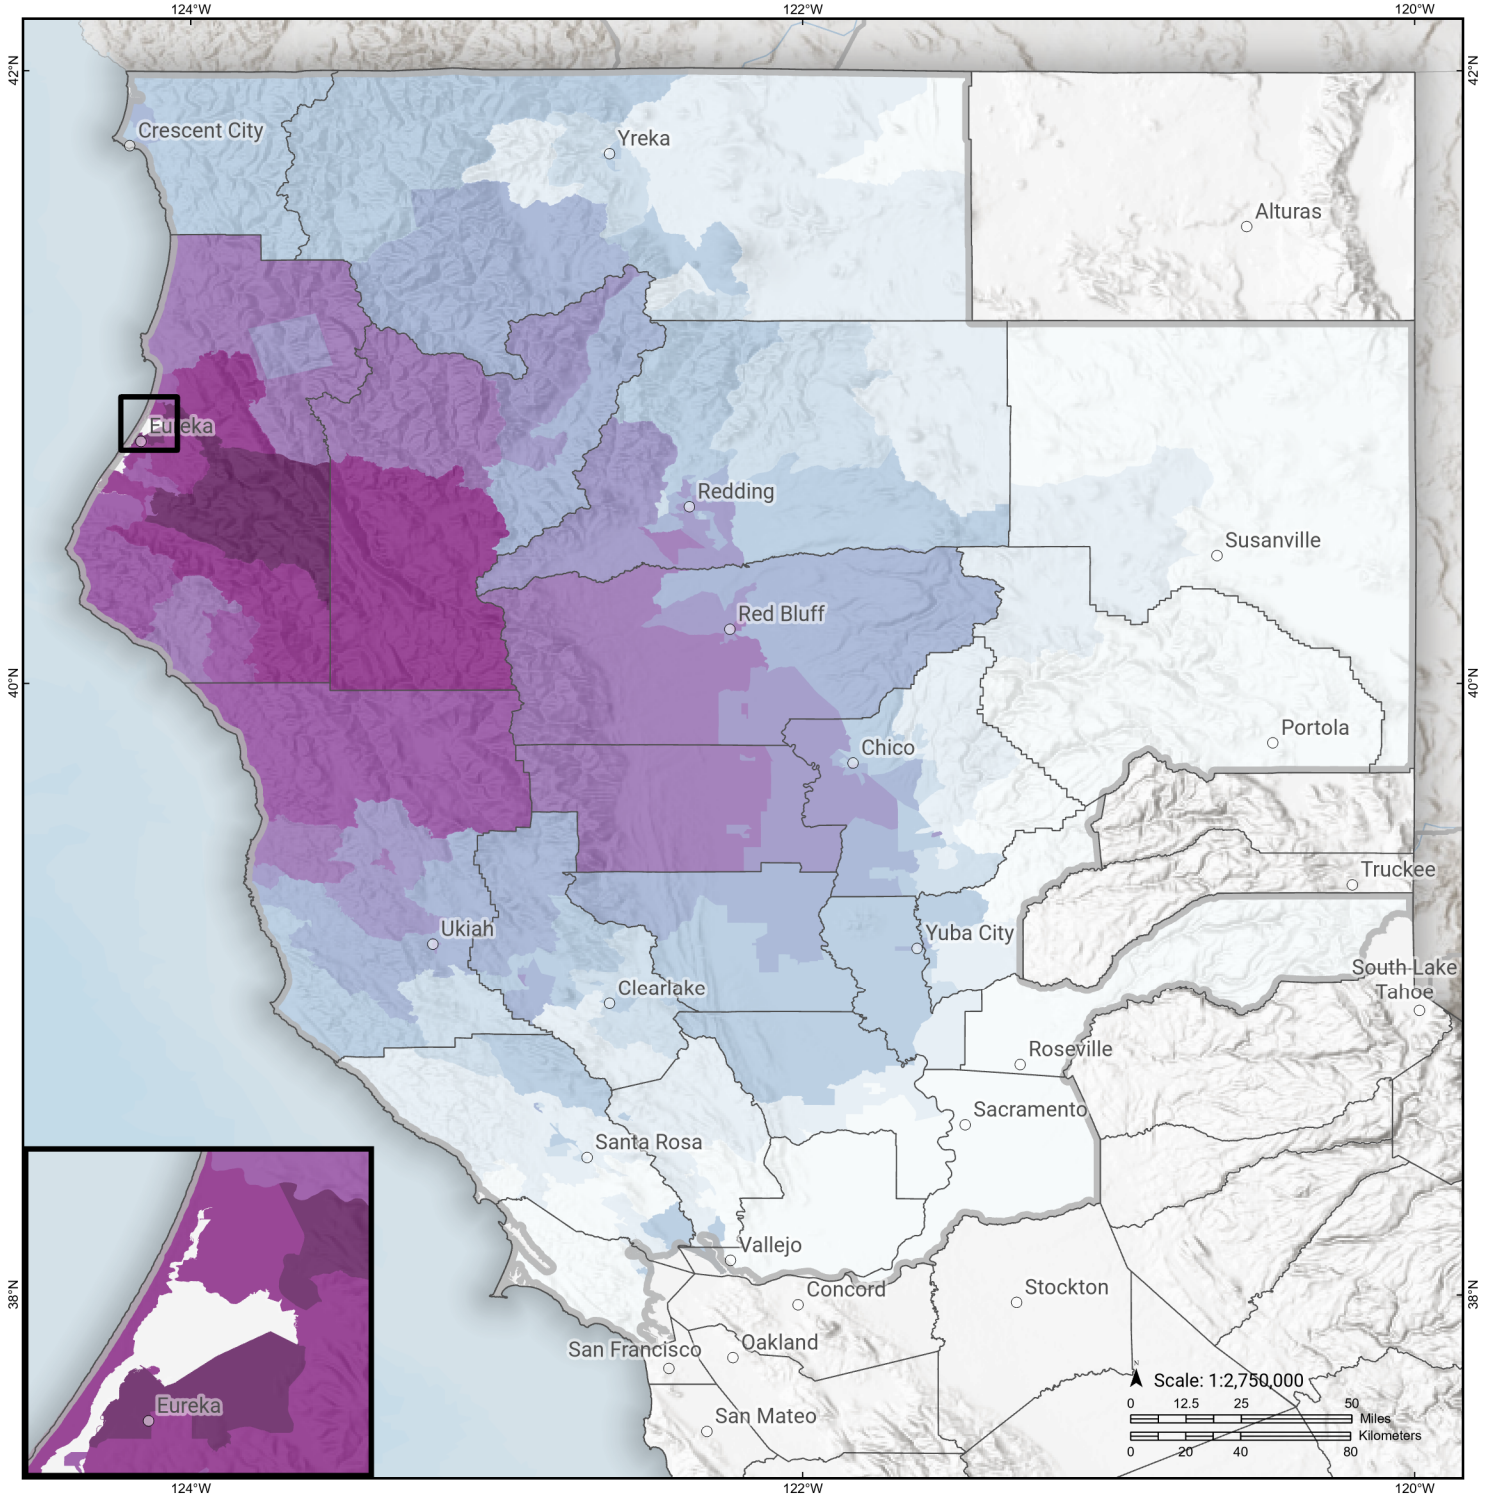 124°W 122°W 120°W
42°N 42°N
Crescent City
Yreka
Alturas
Eureka
Redding
Susanville
Red Bluff
40°N 40°N
Portola
Chico
Truckee
Ukiah
Yuba City
South Lake
Tahoe
Clearlake
Roseville
Sacramento
Santa Rosa
Vallejo
38°N 38°N
Concord
Stockton
San Francisco
Oakland
San Mateo
Eureka
N
Scale: 1:2,750,000
0 12.5 25 50
Miles
Kilometers
0 20 40 80
124°W 122°W 120°W